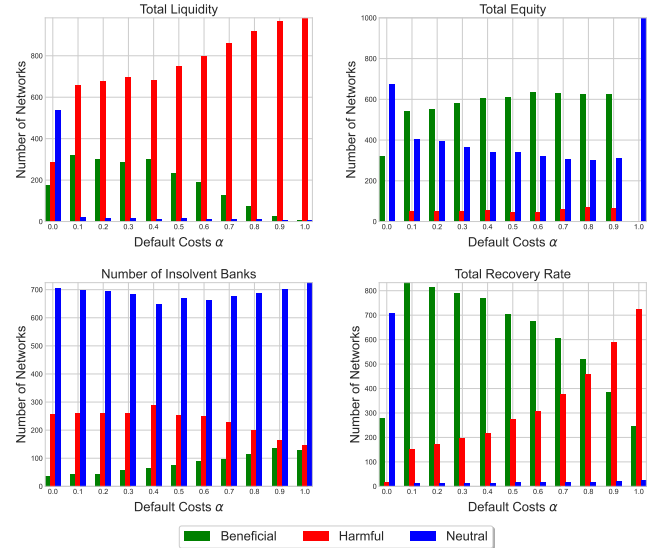 Total Liquidity
Number of Networks
0
200
400
600
800
0.0 0.1 0.2 0.3 0.4 0.5 0.6 0.7 0.8 0.9 1.0
Default Costs α
Total Equity
Number of Networks
0
200
400
600
800
1000
0.0 0.1 0.2 0.3 0.4 0.5 0.6 0.7 0.8 0.9 1.0
Default Costs α
Number of Insolvent Banks
Number of Networks
0
100
200
300
400
500
600
700
0.0 0.1 0.2 0.3 0.4 0.5 0.6 0.7 0.8 0.9 1.0
Default Costs α
Total Recovery Rate
Number of Networks
0
100
200
300
400
500
600
700
800
0.0 0.1 0.2 0.3 0.4 0.5 0.6 0.7 0.8 0.9 1.0
Default Costs α
Beneficial Harmful Neutral